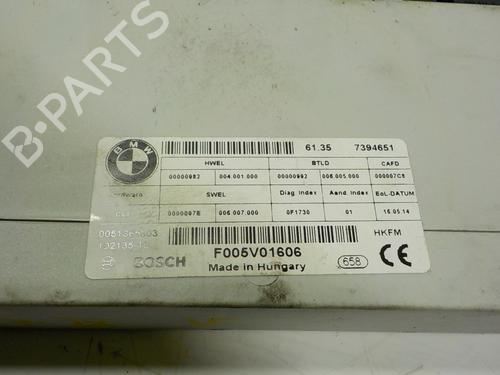 BMW
61.35 7394651
HWEL BTLD CAFD
00000982 004.001.000 00000992 006.005.000 000007C8
SWEL Diag.Index Aend.Index EoL-DATUM
0000097B 006.007.000 0F1730 01 16.05.14
HKFM
F005V01606
BOSCH Made in Hungary 658 CE
B-PARTS